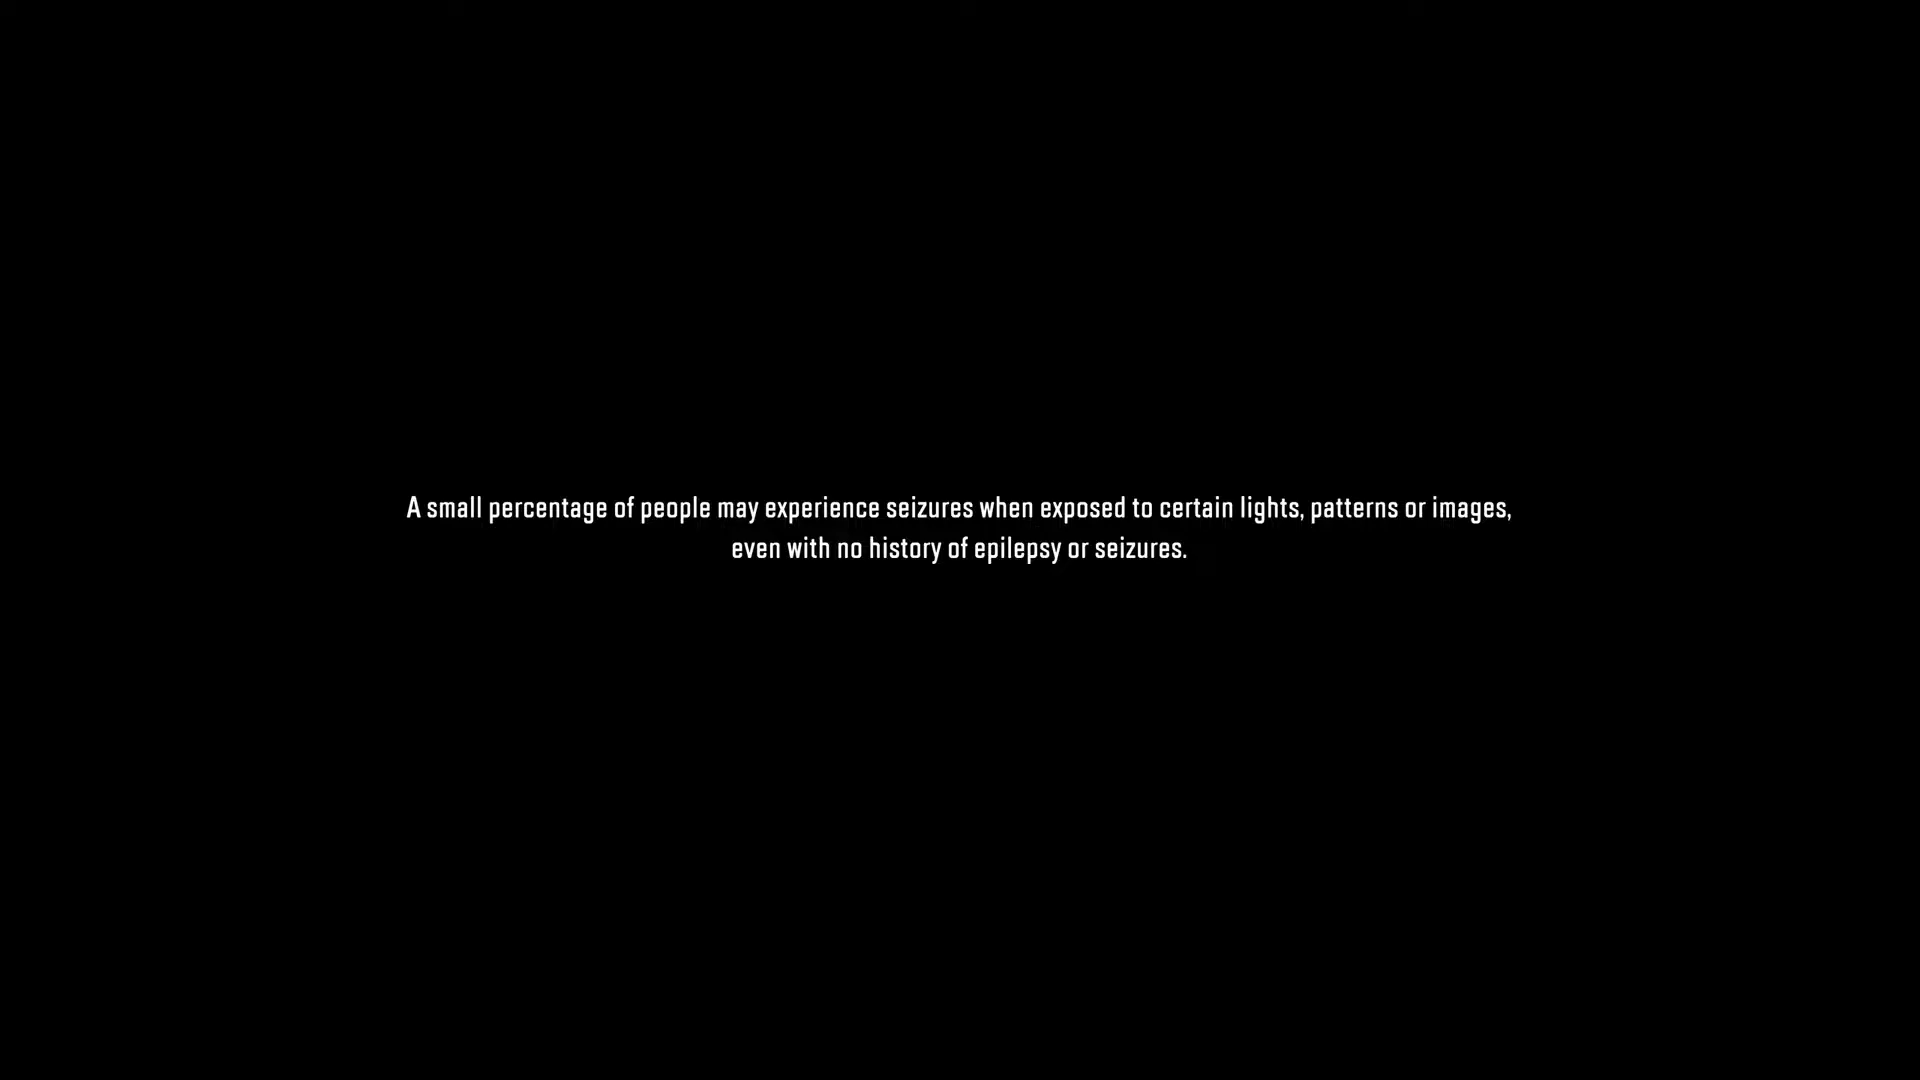 A small percentage of people may experience seizures when exposed to certain lights, patterns or images,
even with no history of epilepsy or seizures.